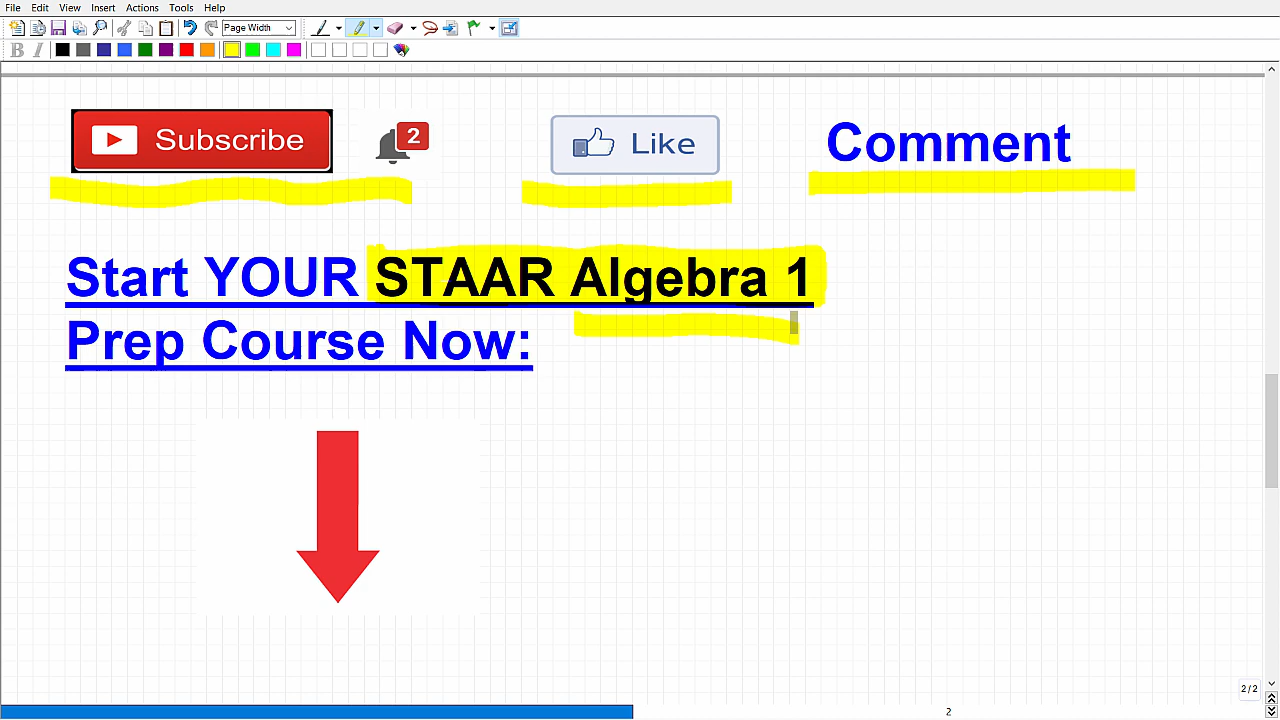 File Edit View Insert Actions Tools Help
Page Width
B I
Subscribe 2 Like Comment
Start YOUR STAAR Algebra 1
Prep Course Now:
2/2
2